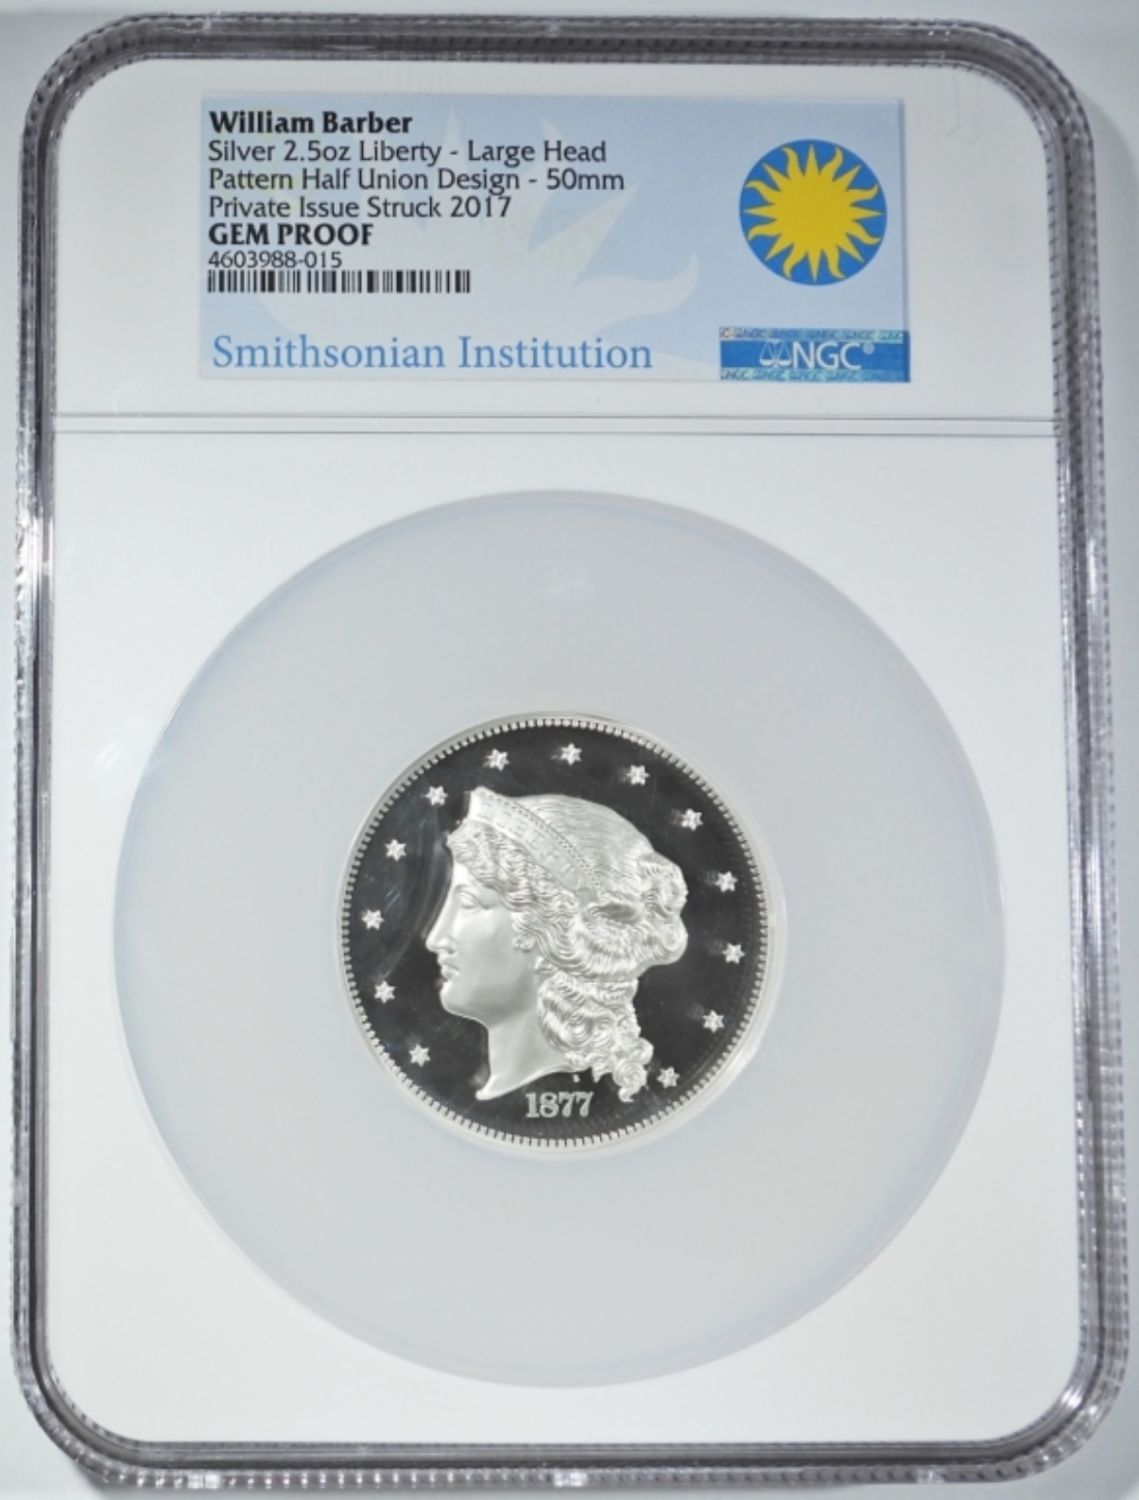 William Barber
Silver 2.5oz Liberty - Large Head
Pattern Half Union Design - 50mm
Private Issue Struck 2017
GEM PROOF
4603988-015
Smithsonian Institution
NGC®
1877